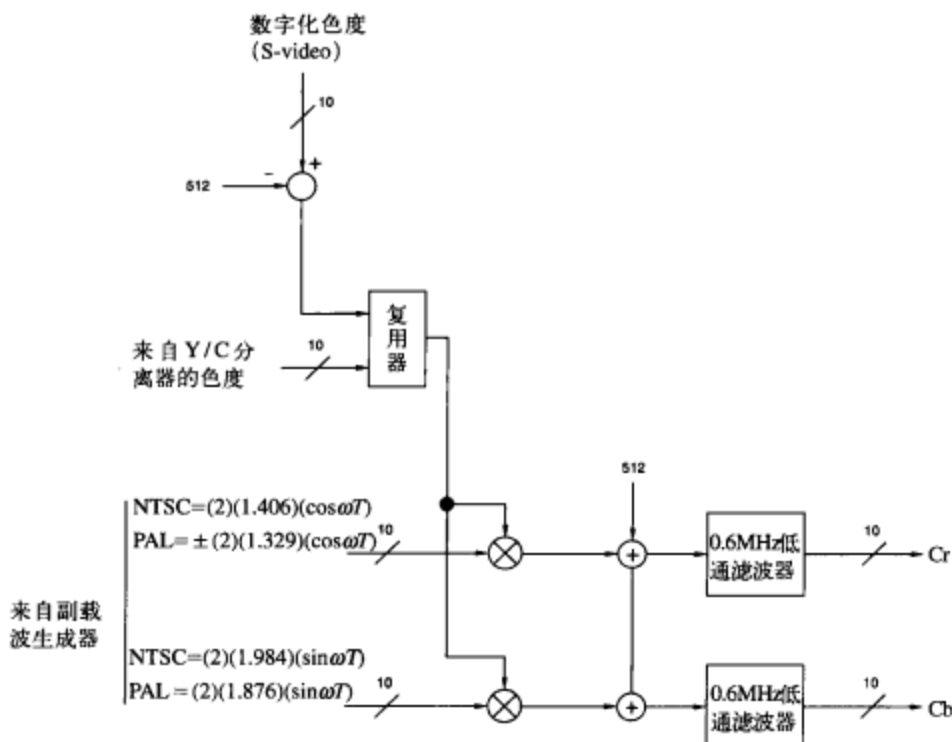 数字化色度
(S-video)
10
+
512
-
复
用
器
来自Y/C分
离器的色度
10
512
NTSC=(2)(1.406)(cosωT)
PAL=±(2)(1.329)(cosωT)
10
0.6MHz低
通滤波器
10
Cr
来自副载
波生成器
NTSC=(2)(1.984)(sinωT)
PAL=(2)(1.876)(sinωT)
10
0.6MHz低
通滤波器
10
Cb